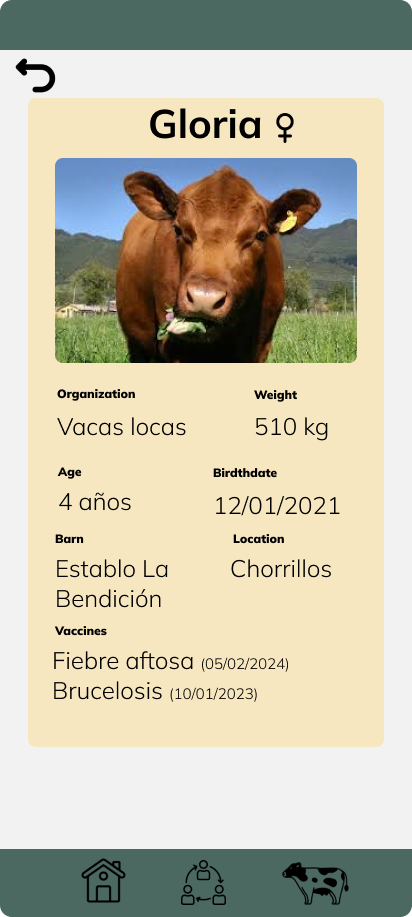 Gloria ♀
Organization
Weight
Vacas locas
510 kg
Age
Birdthdate
4 años
12/01/2021
Barn
Location
Establo La
Chorrillos
Bendición
Vaccines
Fiebre aftosa (05/02/2024)
Brucelosis (10/01/2023)